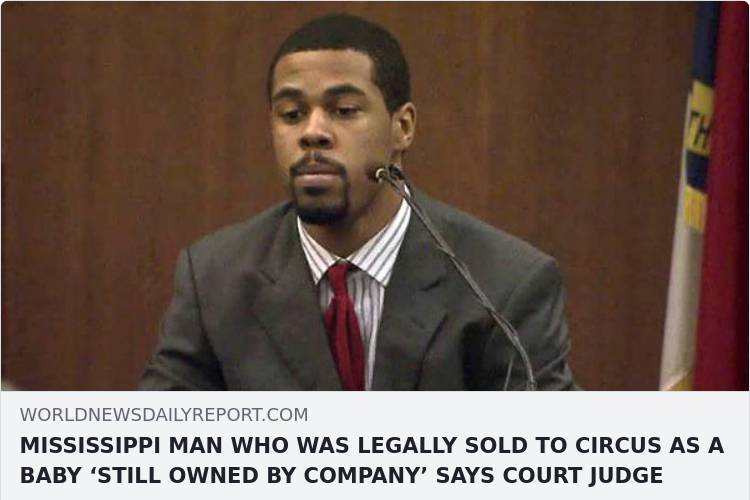 TH
WORLDNEWSDAILYREPORT.COM
MISSISSIPPI MAN WHO WAS LEGALLY SOLD TO CIRCUS AS A
BABY ‘STILL OWNED BY COMPANY’ SAYS COURT JUDGE